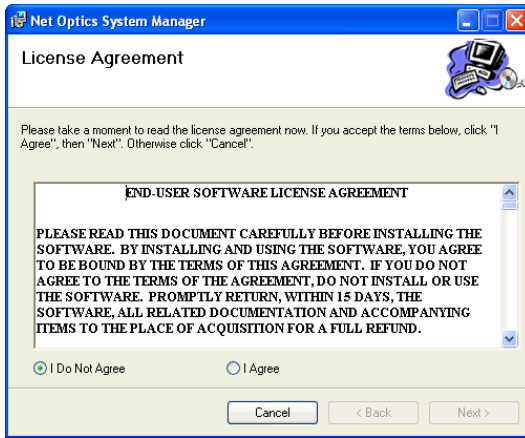 Net Optics System Manager
License Agreement
Please take a moment to read the license agreement now. If you accept the terms below, click "I
Agree", then "Next". Otherwise click "Cancel".
END-USER SOFTWARE LICENSE AGREEMENT
PLEASE READ THIS DOCUMENT CAREFULLY BEFORE INSTALLING THE
SOFTWARE. BY INSTALLING AND USING THE SOFTWARE, YOU AGREE
TO BE BOUND BY THE TERMS OF THIS AGREEMENT. IF YOU DO NOT
AGREE TO THE TERMS OF THE AGREEMENT, DO NOT INSTALL OR USE
THE SOFTWARE. PROMPTLY RETURN, WITHIN 15 DAYS, THE
SOFTWARE, ALL RELATED DOCUMENTATION AND ACCOMPANYING
ITEMS TO THE PLACE OF ACQUISITION FOR A FULL REFUND.
I Do Not Agree
I Agree
Cancel
< Back
Next >